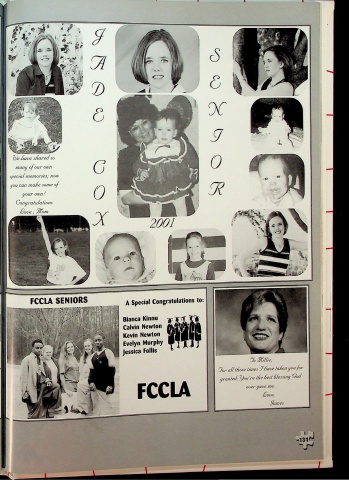 JADE COX
SENIOR
We have shared so
many of our own
special memories; now
you can make some of
your own!
Congratulations
Love, Mom
2001
FCCLA SENIORS
A Special Congratulations to:
Bianca Kinnu
Calvin Newton
Kevin Newton
Evelyn Murphy
Jessica Follis
FCCLA
To Millie,
For all those times I have taken you for
granted. You're the best blessing God
ever gave me.
Love,
131